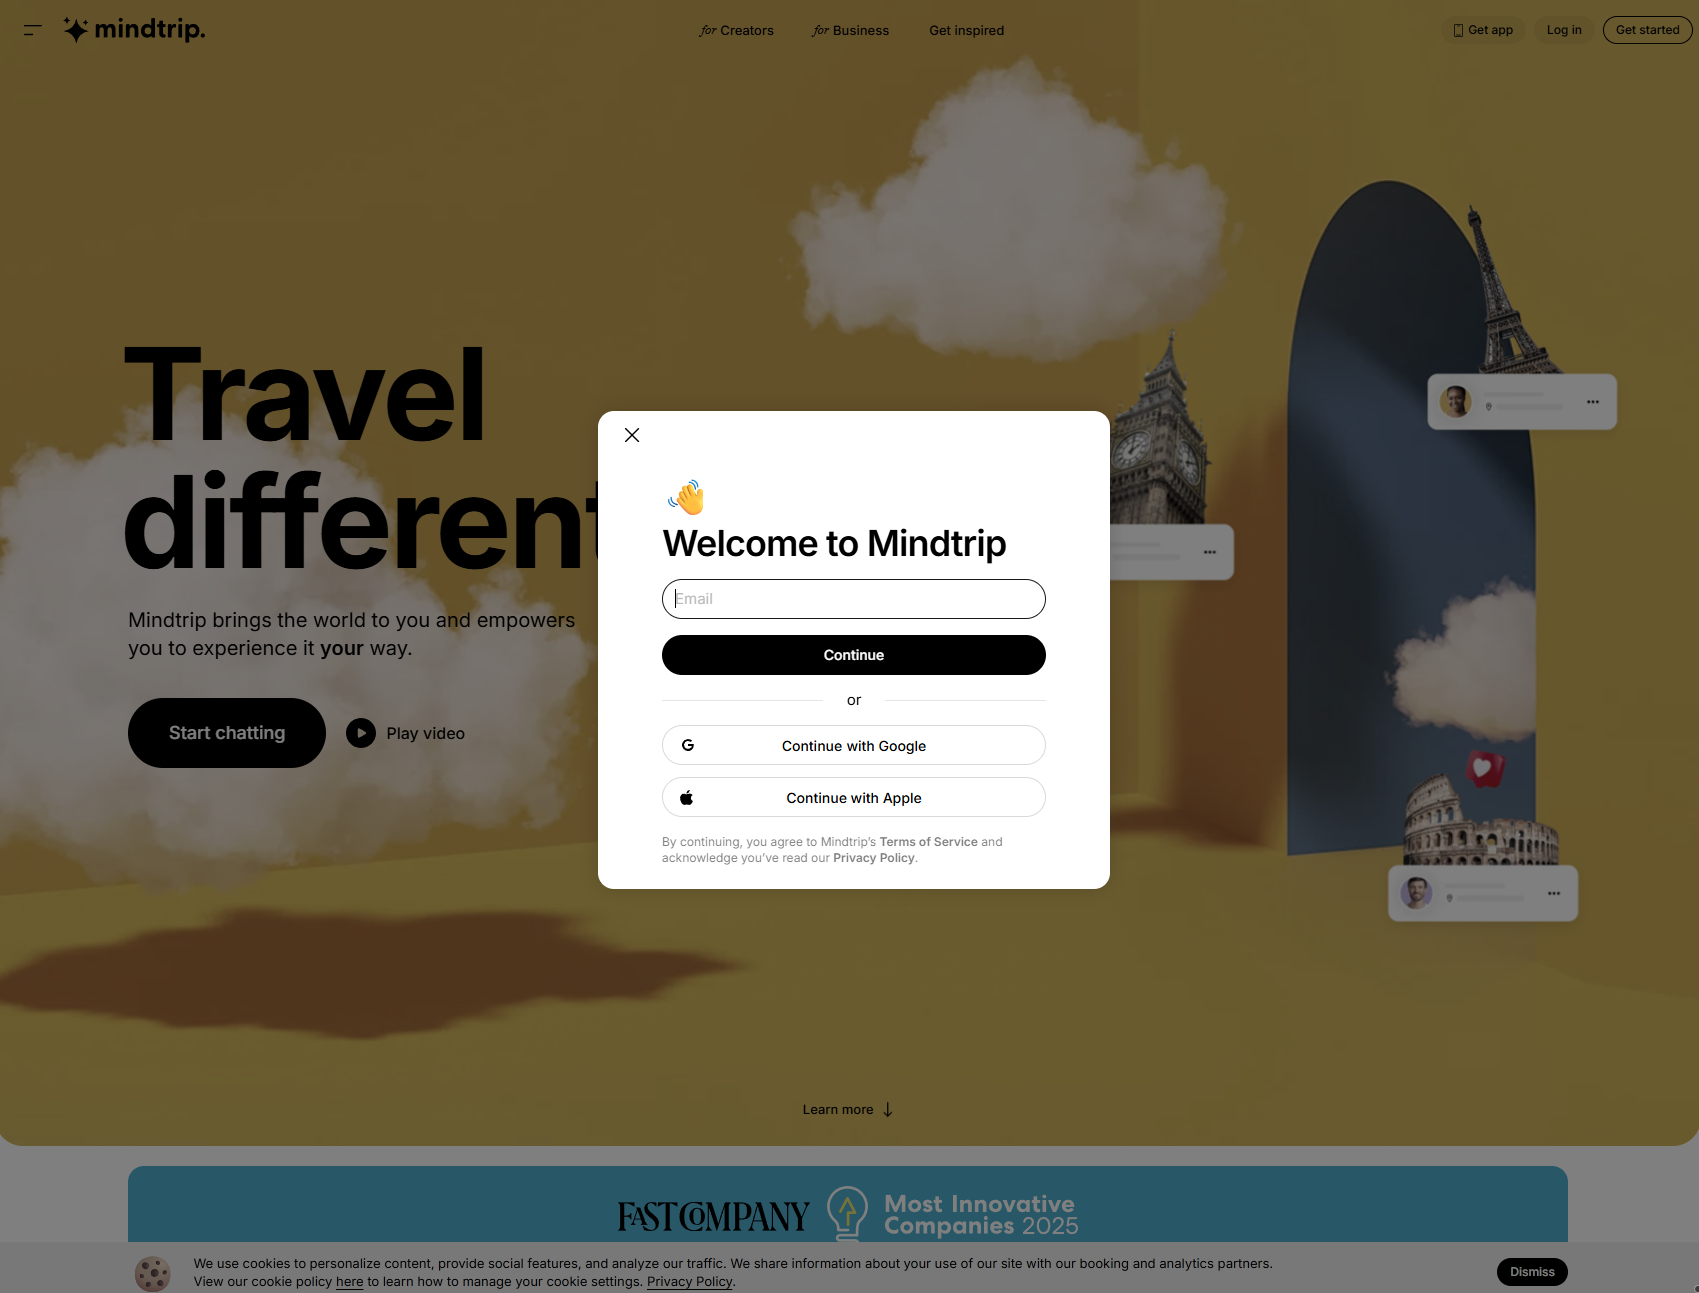 mindtrip.
for Creators
for Business
Get inspired
Get app
Log in
Get started
Travel
different
Mindtrip brings the world to you and empowers
you to experience it your way.
Start chatting
Play video
Welcome to Mindtrip
Email
Continue
or
Continue with Google
Continue with Apple
By continuing, you agree to Mindtrip’s Terms of Service and
acknowledge you’ve read our Privacy Policy.
Learn more
FAST COMPANY
Most Innovative
Companies 2025
We use cookies to personalize content, provide social features, and analyze our traffic. We share information about your use of our site with our booking and analytics partners.
View our cookie policy here to learn how to manage your cookie settings. Privacy Policy.
Dismiss